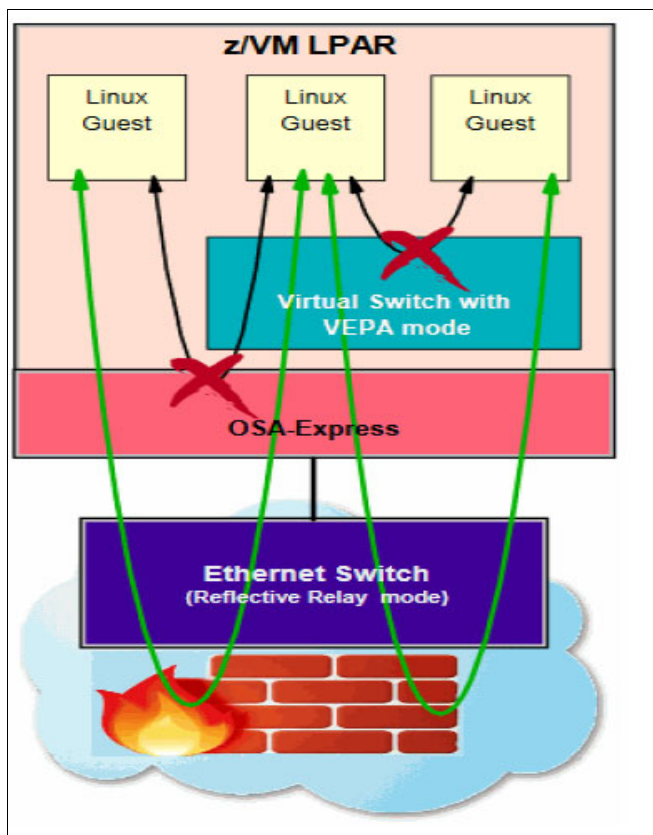 z/VM LPAR
Linux
Guest
Linux
Guest
Linux
Guest
Virtual Switch with
VEPA mode
OSA-Express
Ethernet Switch
(Reflective Relay mode)